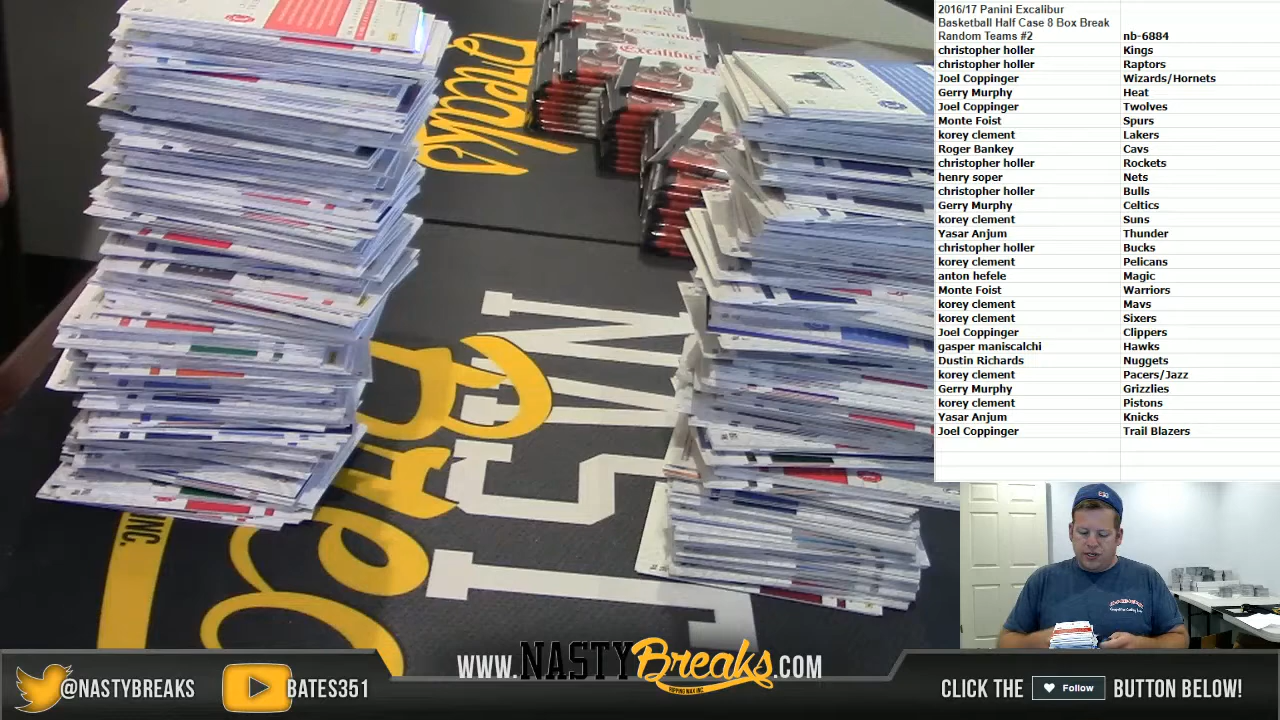 2016/17 Panini Excalibur
Basketball Half Case 8 Box Break
Random Teams #2 nb-6884
christopher holler Kings
christopher holler Raptors
Joel Coppinger Wizards/Hornets
Gerry Murphy Heat
Joel Coppinger Twolves
Monte Foist Spurs
korey clement Lakers
Roger Bankey Cavs
christopher holler Rockets
henry soper Nets
christopher holler Bulls
Gerry Murphy Celtics
korey clement Suns
Yasar Anjum Thunder
christopher holler Bucks
korey clement Pelicans
anton hefele Magic
Monte Foist Warriors
korey clement Mavs
korey clement Sixers
Joel Coppinger Clippers
gasper maniscalchi Hawks
Dustin Richards Nuggets
korey clement Pacers/Jazz
Gerry Murphy Grizzlies
korey clement Pistons
Yasar Anjum Knicks
Joel Coppinger Trail Blazers
Excalibur
INC.
@NASTYBREAKS
BATES351
WWW.NASTYBreaks.COM
RIPPING WAX INC.
CLICK THE Follow BUTTON BELOW!